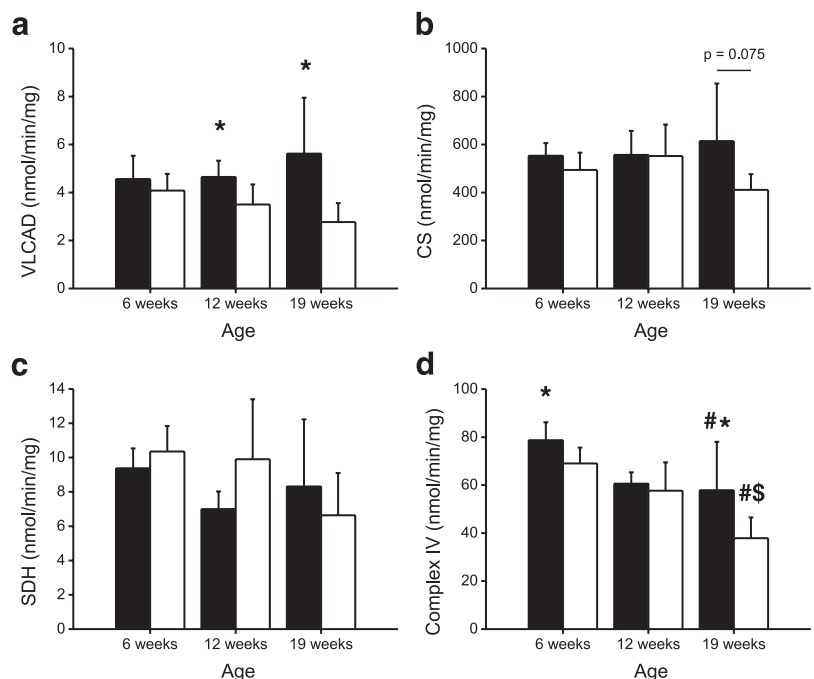 a
VLCAD (nmol/min/mg)
10
8
6
4
2
0
*
*
6 weeks 12 weeks 19 weeks
Age
b
CS (nmol/min/mg)
1000
800
600
400
200
0
p = 0.075
6 weeks 12 weeks 19 weeks
Age
c
SDH (nmol/min/mg)
14
12
10
8
6
4
2
0
6 weeks 12 weeks 19 weeks
Age
d
Complex IV (nmol/min/mg)
100
80
60
40
20
0
*
#*
#$
6 weeks 12 weeks 19 weeks
Age